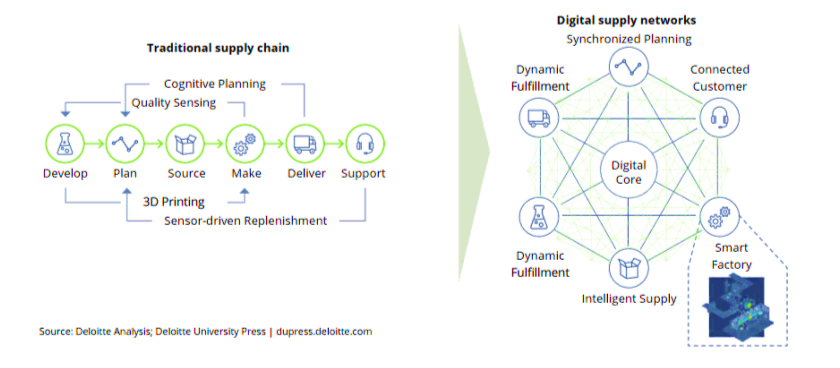 Traditional supply chain
Cognitive Planning
Quality Sensing
Develop
Plan
Source
Make
Deliver
Support
3D Printing
Sensor-driven Replenishment
Source: Deloitte Analysis; Deloitte University Press | dupress.deloitte.com
Digital supply networks
Synchronized Planning
Dynamic
Fulfillment
Connected
Customer
Digital
Core
Dynamic
Fulfillment
Smart
Factory
Intelligent Supply